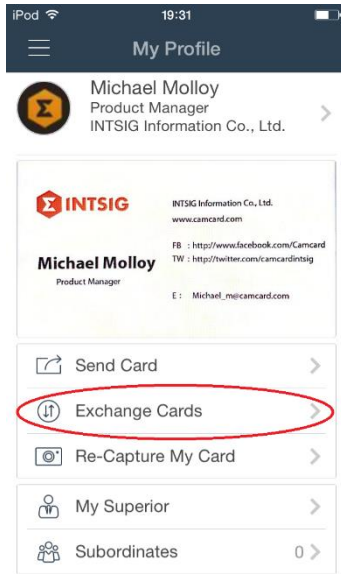 iPod 19:31
My Profile
Michael Molloy
Product Manager
INTSIG Information Co., Ltd.
INTSIG
INTSIG Information Co., Ltd.
www.camcard.com
FB : http://www.facebook.com/Camcard
TW : http://twitter.com/camcardintsig
Michael Molloy
Product Manager
E : Michael_m@camcard.com
Send Card
Exchange Cards
Re-Capture My Card
My Superior
Subordinates 0